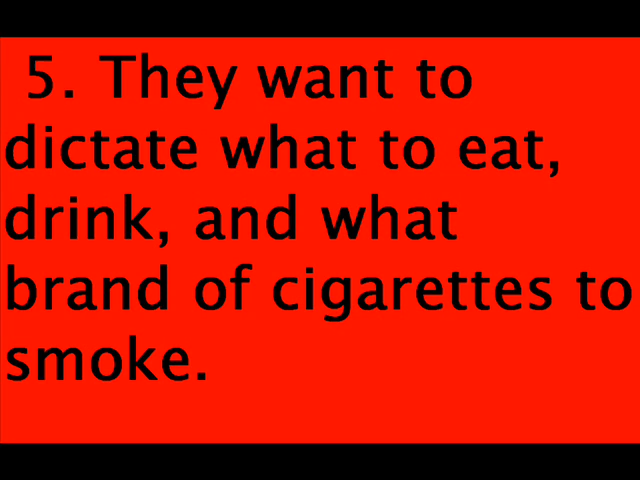 5. They want to
dictate what to eat,
drink, and what
brand of cigarettes to
smoke.